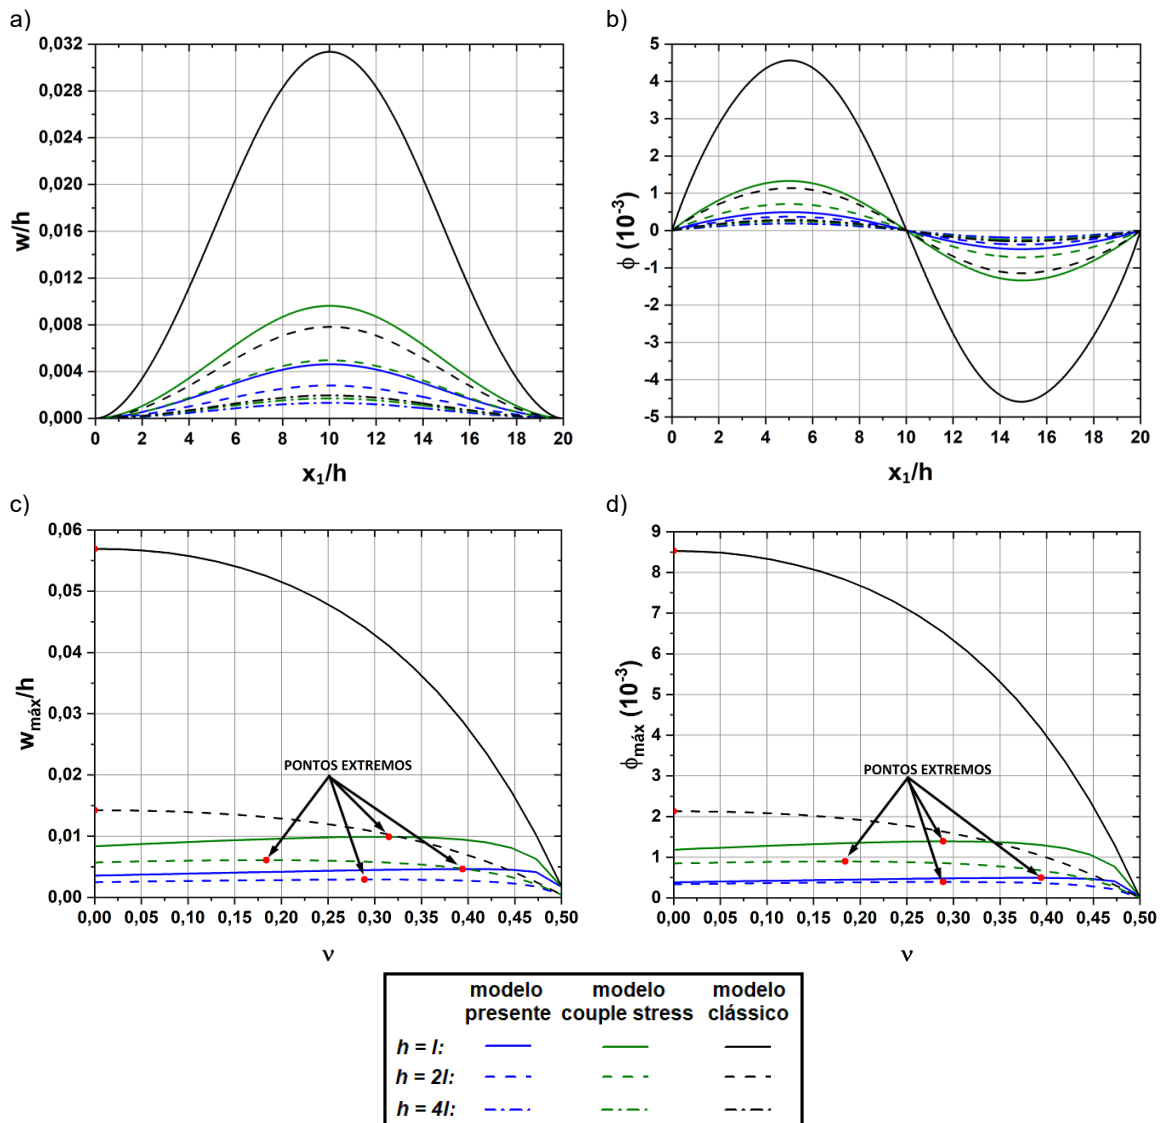 a)
0,032
0,028
0,024
0,020
0,016
0,012
0,008
0,004
0,000
w/h
0 2 4 6 8 10 12 14 16 18 20
x₁/h
b)
5
4
3
2
1
0
-1
-2
-3
-4
-5
ϕ (10⁻³)
0 2 4 6 8 10 12 14 16 18 20
x₁/h
c)
0,06
0,05
0,04
0,03
0,02
0,01
0,00
w_máx/h
PONTOS EXTREMOS
0,00 0,05 0,10 0,15 0,20 0,25 0,30 0,35 0,40 0,45 0,50
ν
d)
9
8
7
6
5
4
3
2
1
0
ϕ_máx (10⁻³)
PONTOS EXTREMOS
0,00 0,05 0,10 0,15 0,20 0,25 0,30 0,35 0,40 0,45 0,50
ν
modelo modelo modelo
presente couple stress clássico
h = l:
h = 2l:
h = 4l: